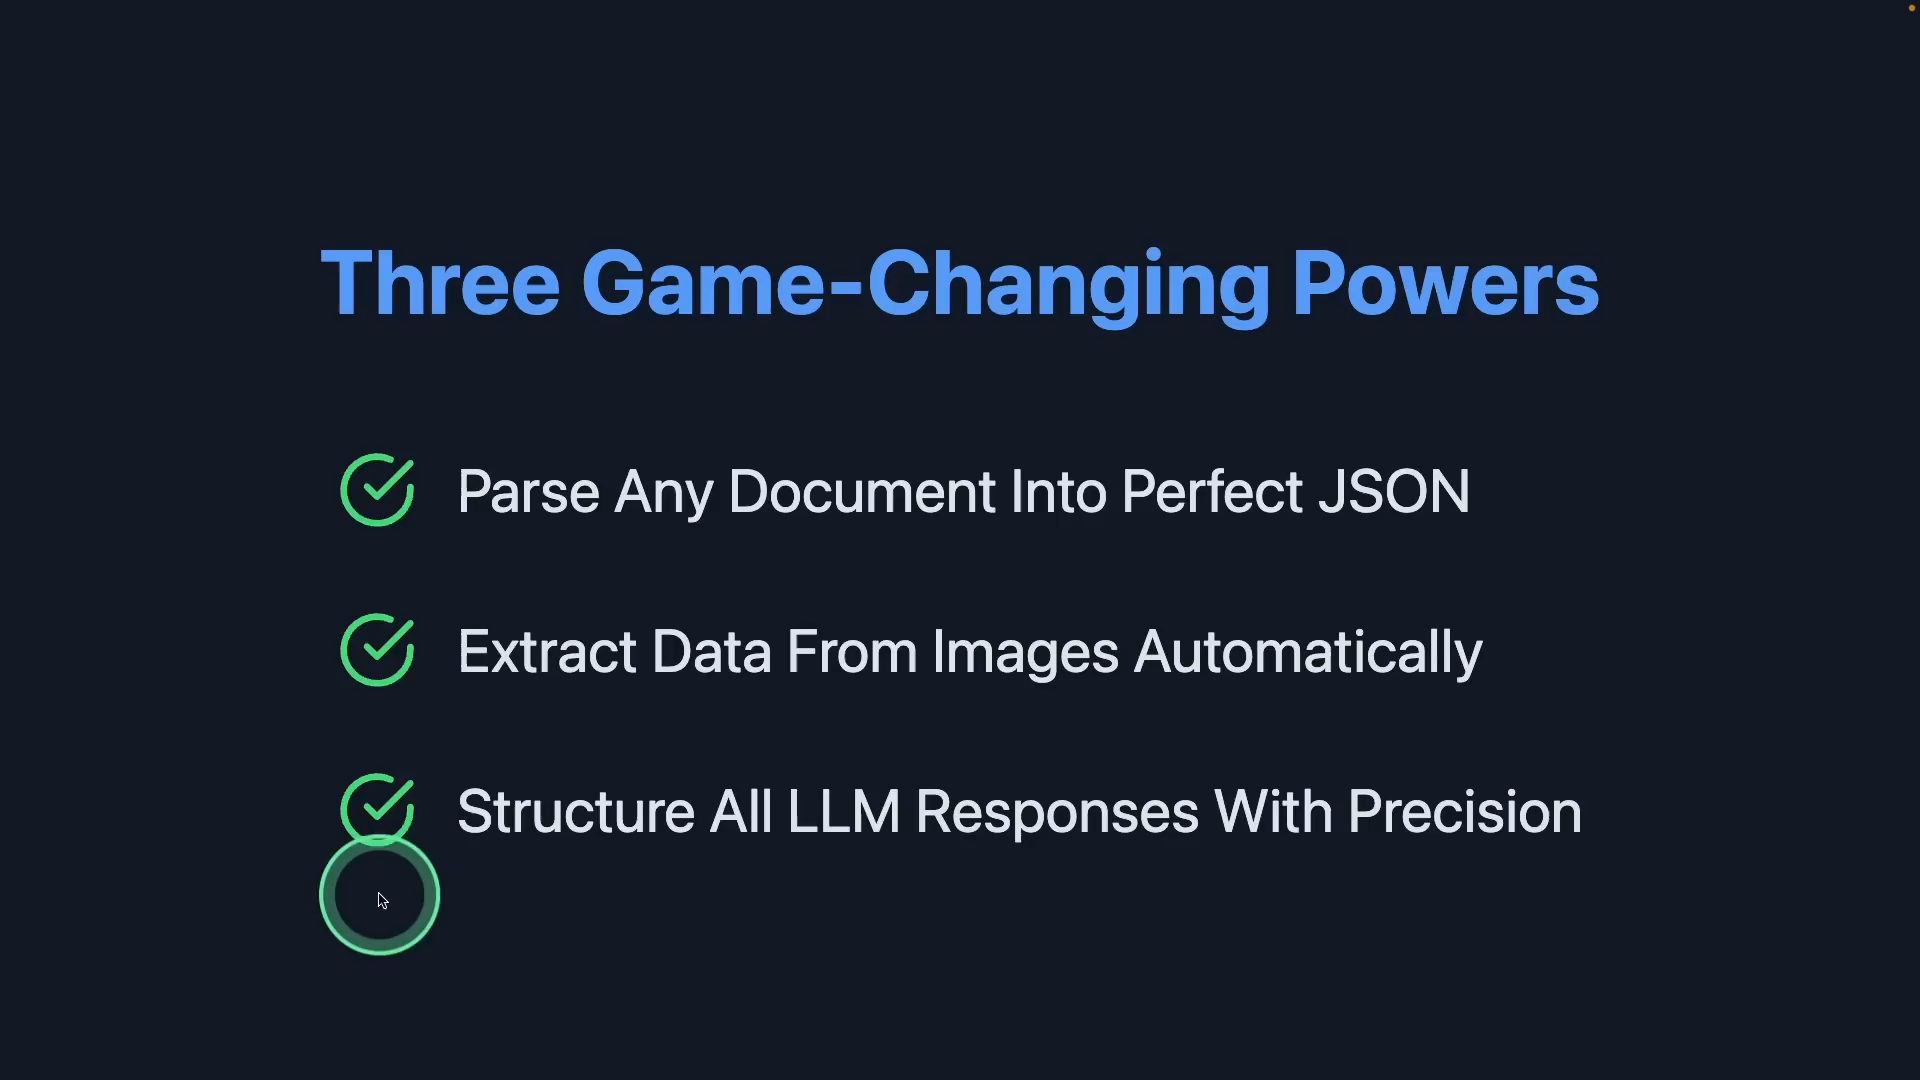 Three Game-Changing Powers
Parse Any Document Into Perfect JSON
Extract Data From Images Automatically
Structure All LLM Responses With Precision